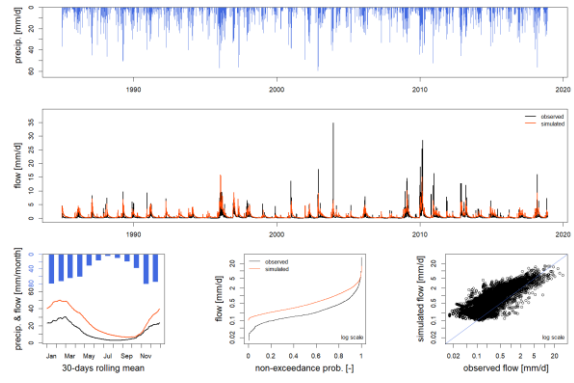 precip. [mm/d]
0
20
40
60
1990
2000
2010
2020
flow [mm/d]
35
30
25
20
15
10
5
0
observed
simulated
1990
2000
2010
2020
precip. & flow [mm/month]
0
60
0
60
40
20
0
Jan Mar May Jul Sep Nov
30-days rolling mean
flow [mm/d]
20
5
2
0.5
0.1
0.02
observed
simulated
log scale
0 0.2 0.4 0.6 0.8 1
non-exceedance prob. [-]
simulated flow [mm/d]
20
5
2
0.5
0.1
0.02
log scale
0.02 0.1 0.5 2 5 20
observed flow [mm/d]